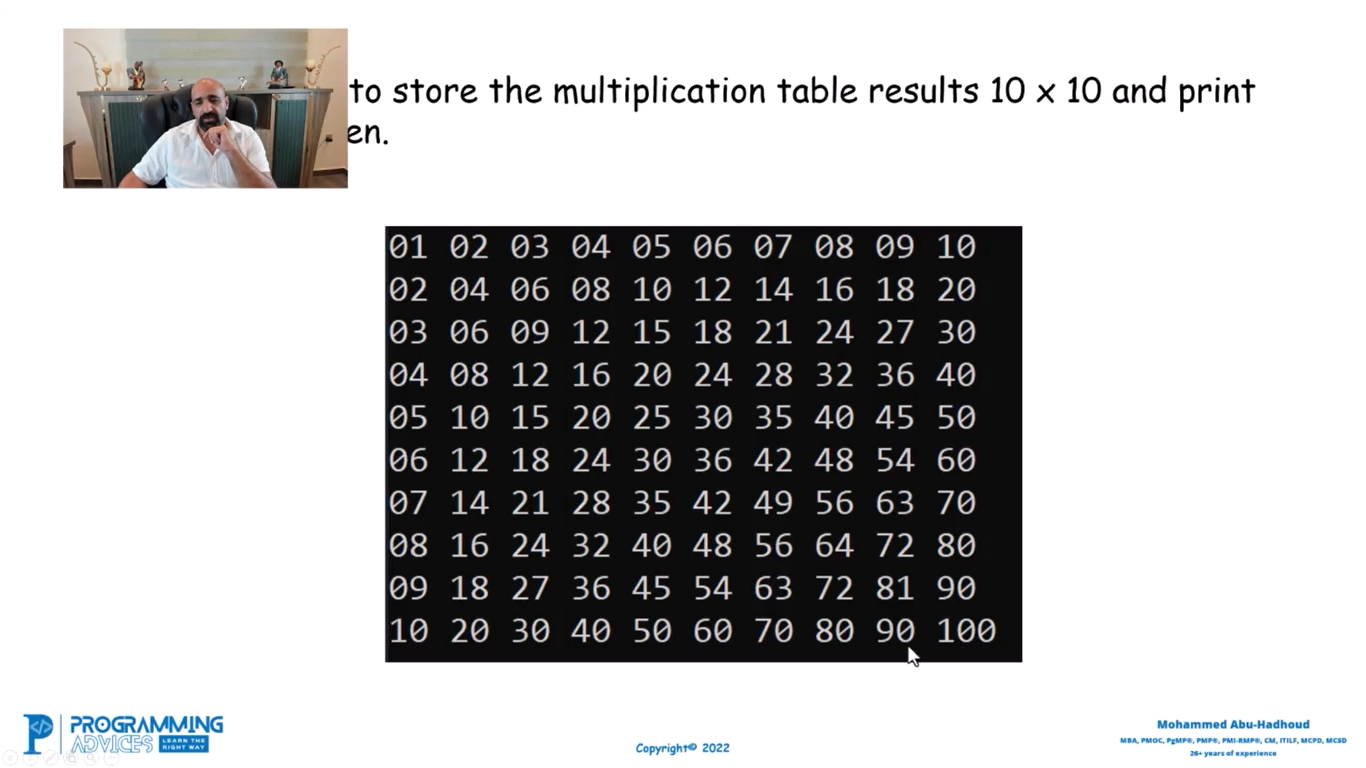 to store the multiplication table results 10 x 10 and print
en.
01 02 03 04 05 06 07 08 09 10
02 04 06 08 10 12 14 16 18 20
03 06 09 12 15 18 21 24 27 30
04 08 12 16 20 24 28 32 36 40
05 10 15 20 25 30 35 40 45 50
06 12 18 24 30 36 42 48 54 60
07 14 21 28 35 42 49 56 63 70
08 16 24 32 40 48 56 64 72 80
09 18 27 36 45 54 63 72 81 90
10 20 30 40 50 60 70 80 90 100
PROGRAMMING
ADVICES
LEARN THE
RIGHT WAY
Copyright© 2022
Mohammed Abu-Hadhoud
MBA, PMOC, PgMP®, PMP®, PMI-RMP®, CM, ITILF, MCPD, MCSD
26+ years of experience